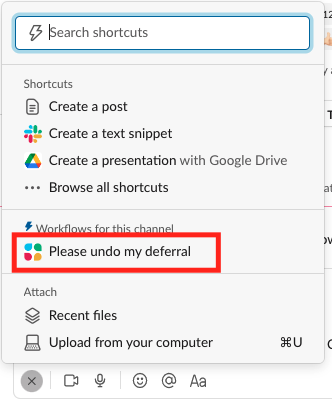 Search shortcuts
Shortcuts
Create a post
Create a text snippet
Create a presentation with Google Drive
Browse all shortcuts
Workflows for this channel
Please undo my deferral
Attach
Recent files
Upload from your computer ⌘U
Aa